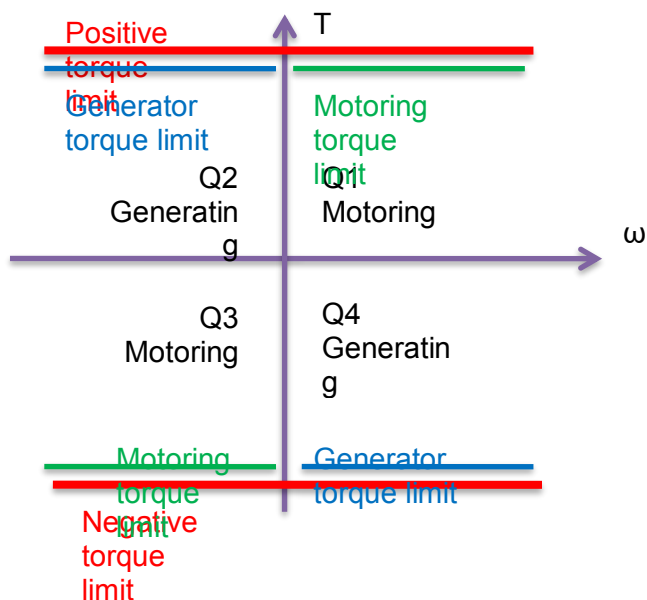 T
Positive
torque
limit
Generator
torque limit
Motoring
torque
limit
Q2
Generatin
g
Q1
Motoring
ω
Q3
Motoring
Q4
Generatin
g
Motoring
torque
limit
Generator
torque limit
Negative
torque
limit